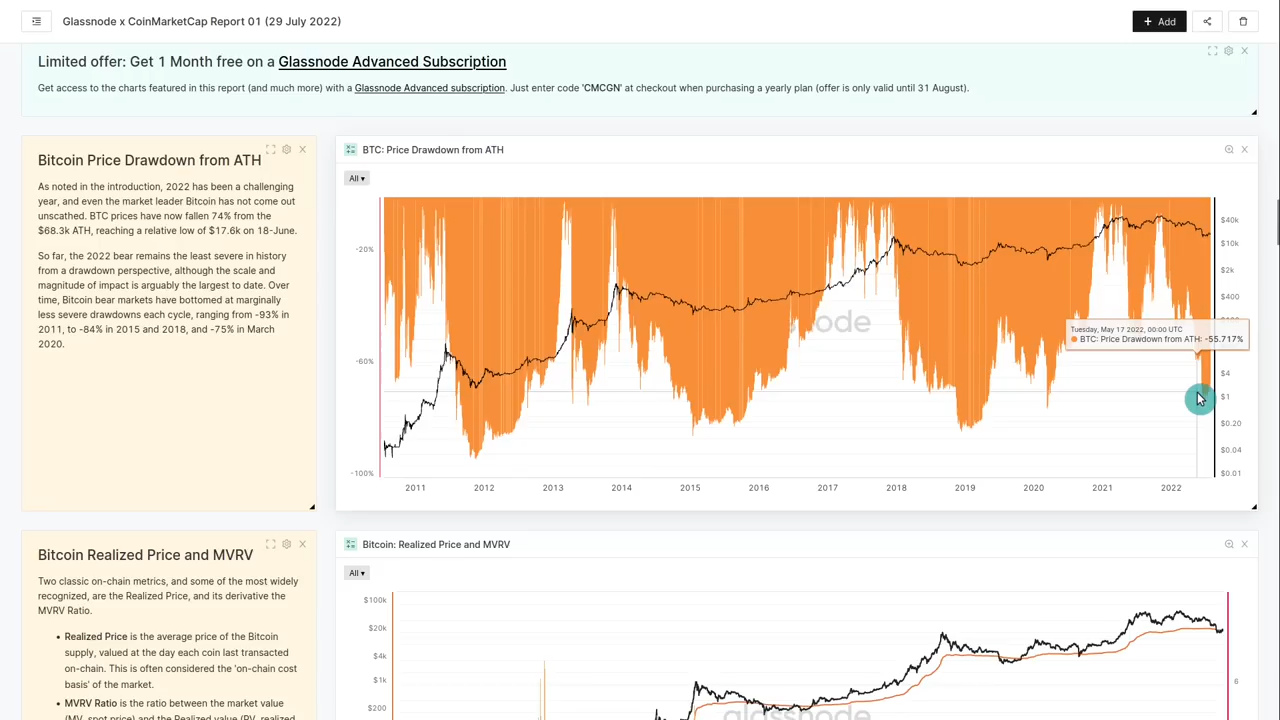 Glassnode x CoinMarketCap Report 01 (29 July 2022)
+ Add
Limited offer: Get 1 Month free on a Glassnode Advanced Subscription
Get access to the charts featured in this report (and much more) with a Glassnode Advanced subscription. Just enter code 'CMCGN' at checkout when purchasing a yearly plan (offer is only valid until 31 August).
Bitcoin Price Drawdown from ATH
As noted in the introduction, 2022 has been a challenging
year, and even the market leader Bitcoin has not come out
unscathed. BTC prices have now fallen 74% from the
$68.3k ATH, reaching a relative low of $17.6k on 18-June.
So far, the 2022 bear remains the least severe in history
from a drawdown perspective, although the scale and
magnitude of impact is arguably the largest to date. Over
time, Bitcoin bear markets have bottomed at marginally
less severe drawdowns each cycle, ranging from -93% in
2011, to -84% in 2015 and 2018, and -75% in March
2020.
BTC: Price Drawdown from ATH
All ▾
-20%
-60%
-100%
$40k
$10k
$2k
$400
$4
$1
$0.20
$0.04
$0.01
node
Tuesday, May 17 2022, 00:00 UTC
BTC: Price Drawdown from ATH: -55.717%
2011 2012 2013 2014 2015 2016 2017 2018 2019 2020 2021 2022
Bitcoin Realized Price and MVRV
Two classic on-chain metrics, and some of the most widely
recognized, are the Realized Price, and its derivative the
MVRV Ratio.
• Realized Price is the average price of the Bitcoin
supply, valued at the day each coin last transacted
on-chain. This is often considered the 'on-chain cost
basis' of the market.
• MVRV Ratio is the ratio between the market value
(MV, spot price) and the Realized value (RV, realized
Bitcoin: Realized Price and MVRV
All ▾
$100k
$20k
$4k
$1k
$200
6
glassnode